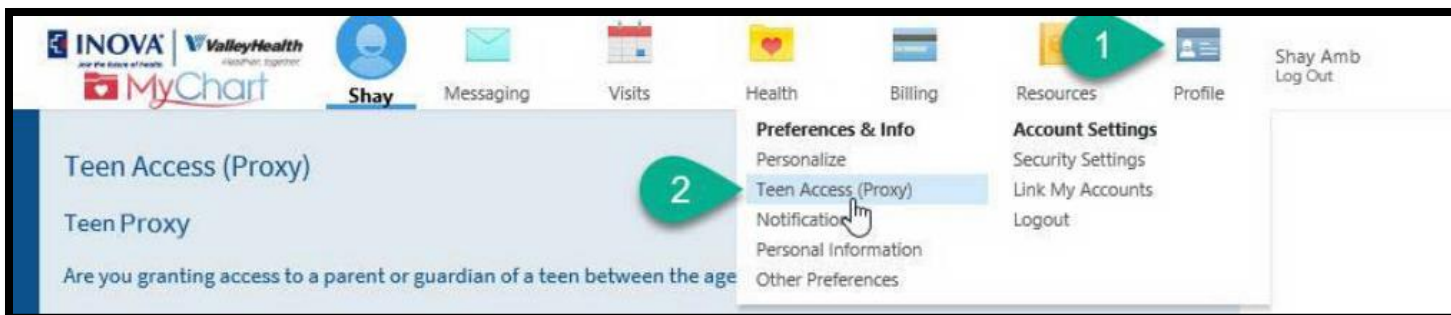 INOVA ValleyHealth
Healthier, together
MyChart
Shay
Messaging
Visits
Health
Billing
Resources
Profile
1
Shay Amb
Log Out
Teen Access (Proxy)
Teen Proxy
Are you granting access to a parent or guardian of a teen between the age
2
Preferences & Info
Personalize
Teen Access (Proxy)
Notification
Personal Information
Other Preferences
Account Settings
Security Settings
Link My Accounts
Logout